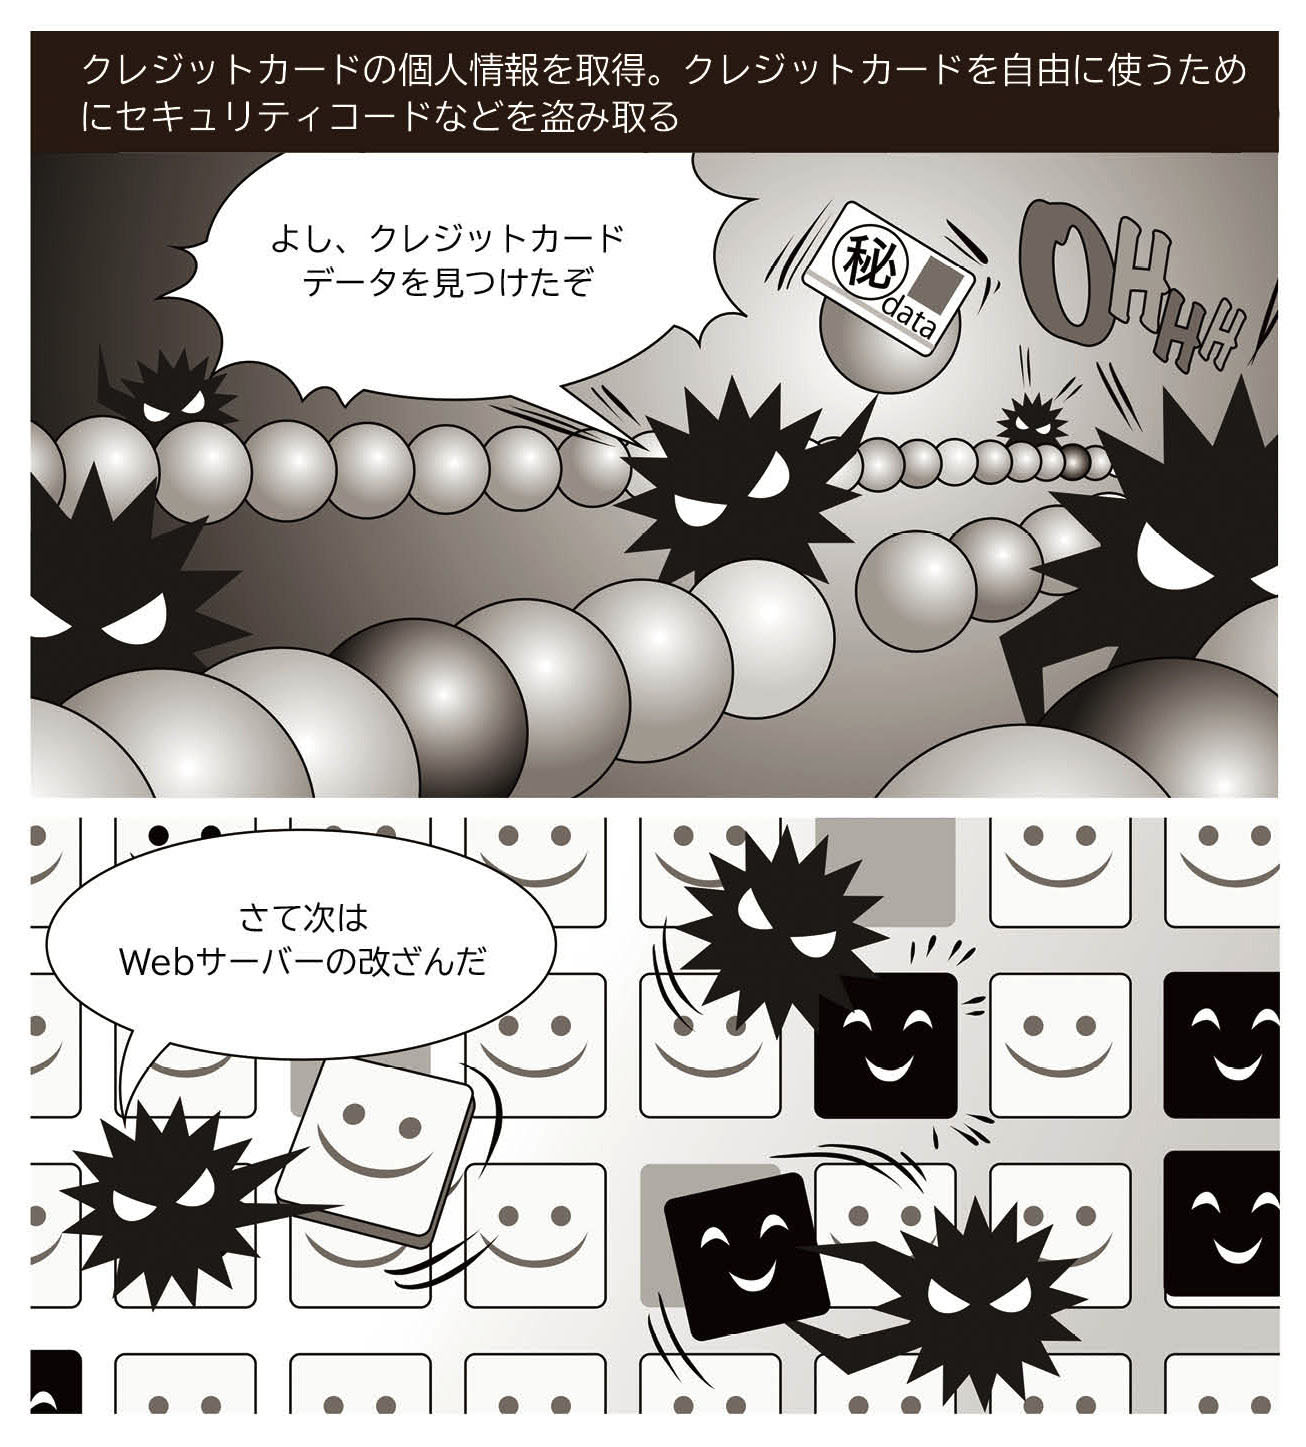 クレジットカードの個人情報を取得。クレジットカードを自由に使うため
にセキュリティコードなどを盗み取る
よし、クレジットカード
データを見つけたぞ
秘
data
OHHH
さて次は
Webサーバーの改ざんだ